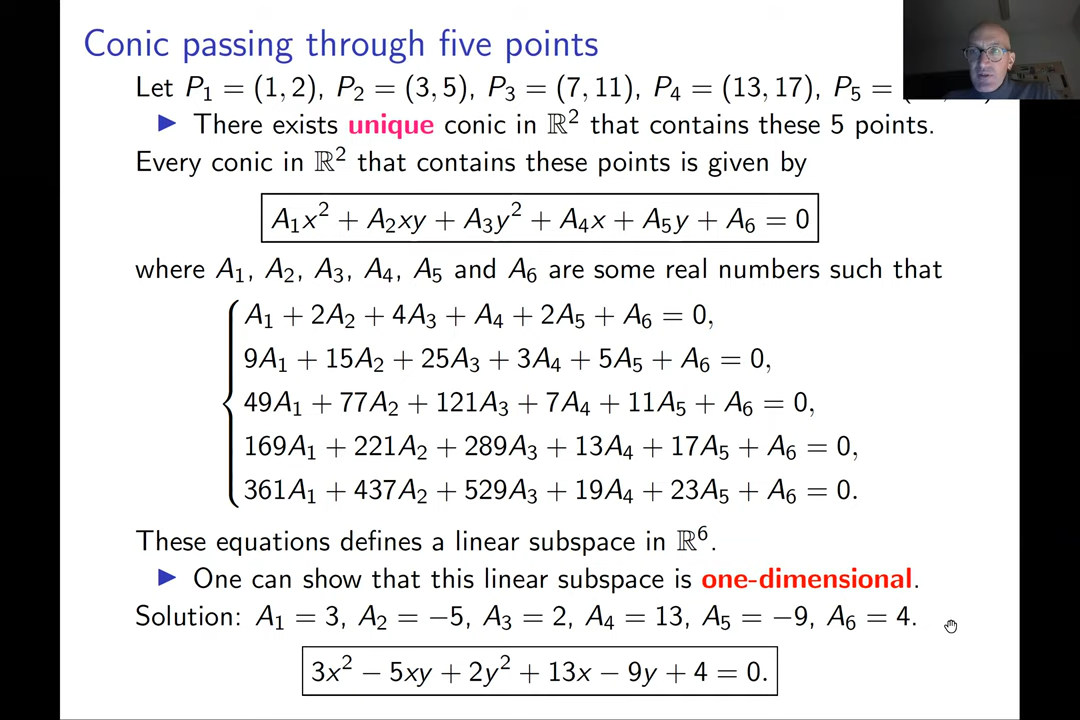 Conic passing through five points
Let P₁ = (1, 2), P₂ = (3, 5), P₃ = (7, 11), P₄ = (13, 17), P₅ =
▶ There exists unique conic in ℝ² that contains these 5 points.
Every conic in ℝ² that contains these points is given by
A₁x² + A₂xy + A₃y² + A₄x + A₅y + A₆ = 0
where A₁, A₂, A₃, A₄, A₅ and A₆ are some real numbers such that
A₁ + 2A₂ + 4A₃ + A₄ + 2A₅ + A₆ = 0,
9A₁ + 15A₂ + 25A₃ + 3A₄ + 5A₅ + A₆ = 0,
49A₁ + 77A₂ + 121A₃ + 7A₄ + 11A₅ + A₆ = 0,
169A₁ + 221A₂ + 289A₃ + 13A₄ + 17A₅ + A₆ = 0,
361A₁ + 437A₂ + 529A₃ + 19A₄ + 23A₅ + A₆ = 0.
These equations defines a linear subspace in ℝ⁶.
▶ One can show that this linear subspace is one-dimensional.
Solution: A₁ = 3, A₂ = −5, A₃ = 2, A₄ = 13, A₅ = −9, A₆ = 4.
3x² − 5xy + 2y² + 13x − 9y + 4 = 0.